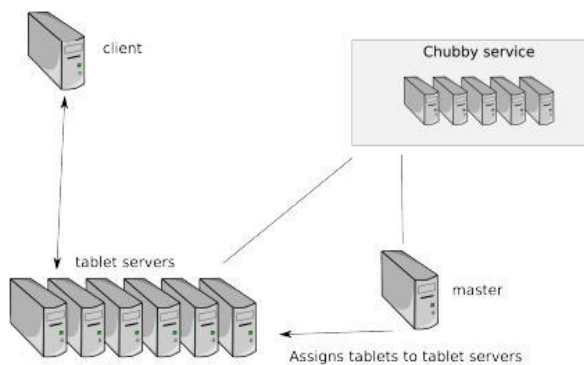 client
Chubby service
tablet servers
master
Assigns tablets to tablet servers